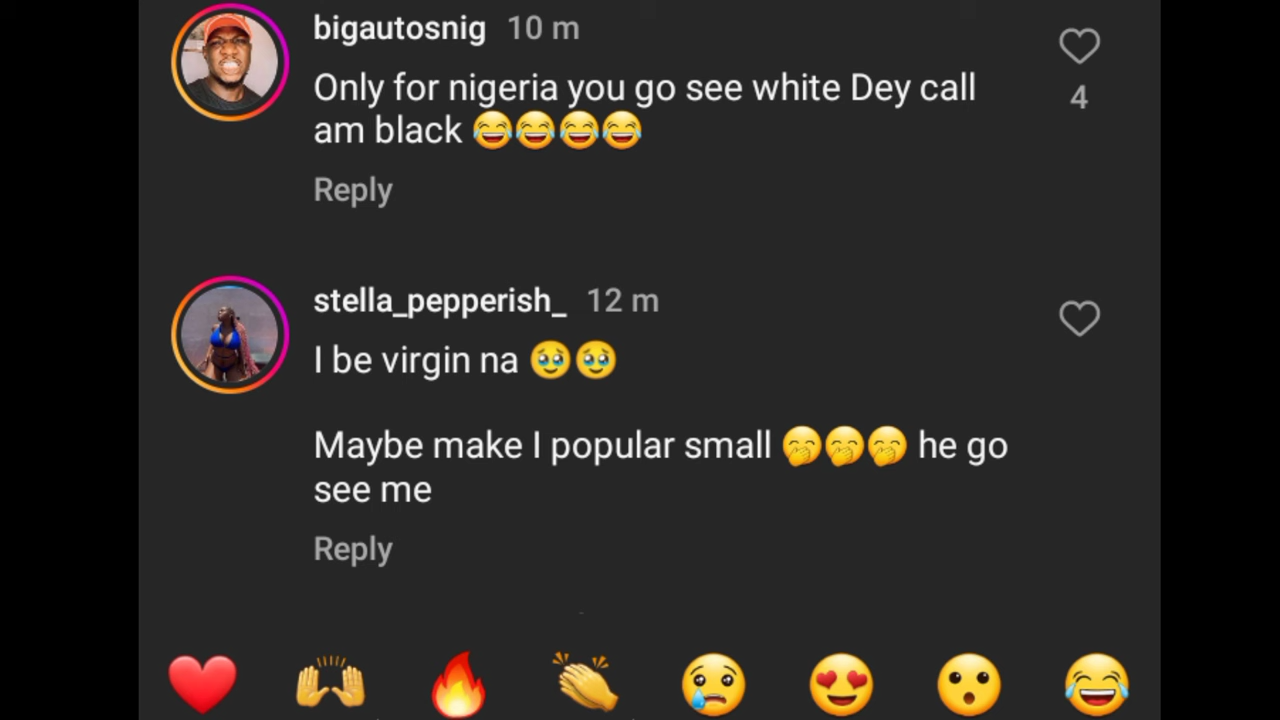 bigautosnig 10 m
Only for nigeria you go see white Dey call
am black 😂😂😂😂
4
Reply
stella_pepperish_ 12 m
I be virgin na 🥹🥹
Maybe make I popular small 🤭🤭🤭 he go
see me
Reply
❤️ 🙌 🔥 👏 😢 😍 😮 😂